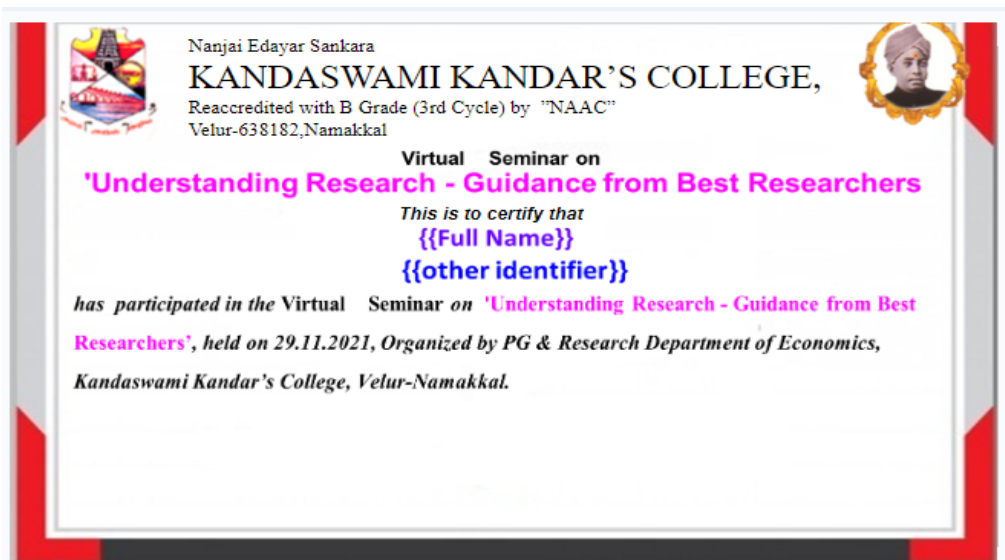 Nanjai Edayar Sankara
KANDASWAMI KANDAR’S COLLEGE,
Reaccredited with B Grade (3rd Cycle) by ”NAAC”
Velur-638182,Namakkal
Virtual Seminar on
'Understanding Research - Guidance from Best Researchers
This is to certify that
{{Full Name}}
{{other identifier}}
has participated in the Virtual Seminar on 'Understanding Research - Guidance from Best
Researchers’, held on 29.11.2021, Organized by PG & Research Department of Economics,
Kandaswami Kandar’s College, Velur-Namakkal.